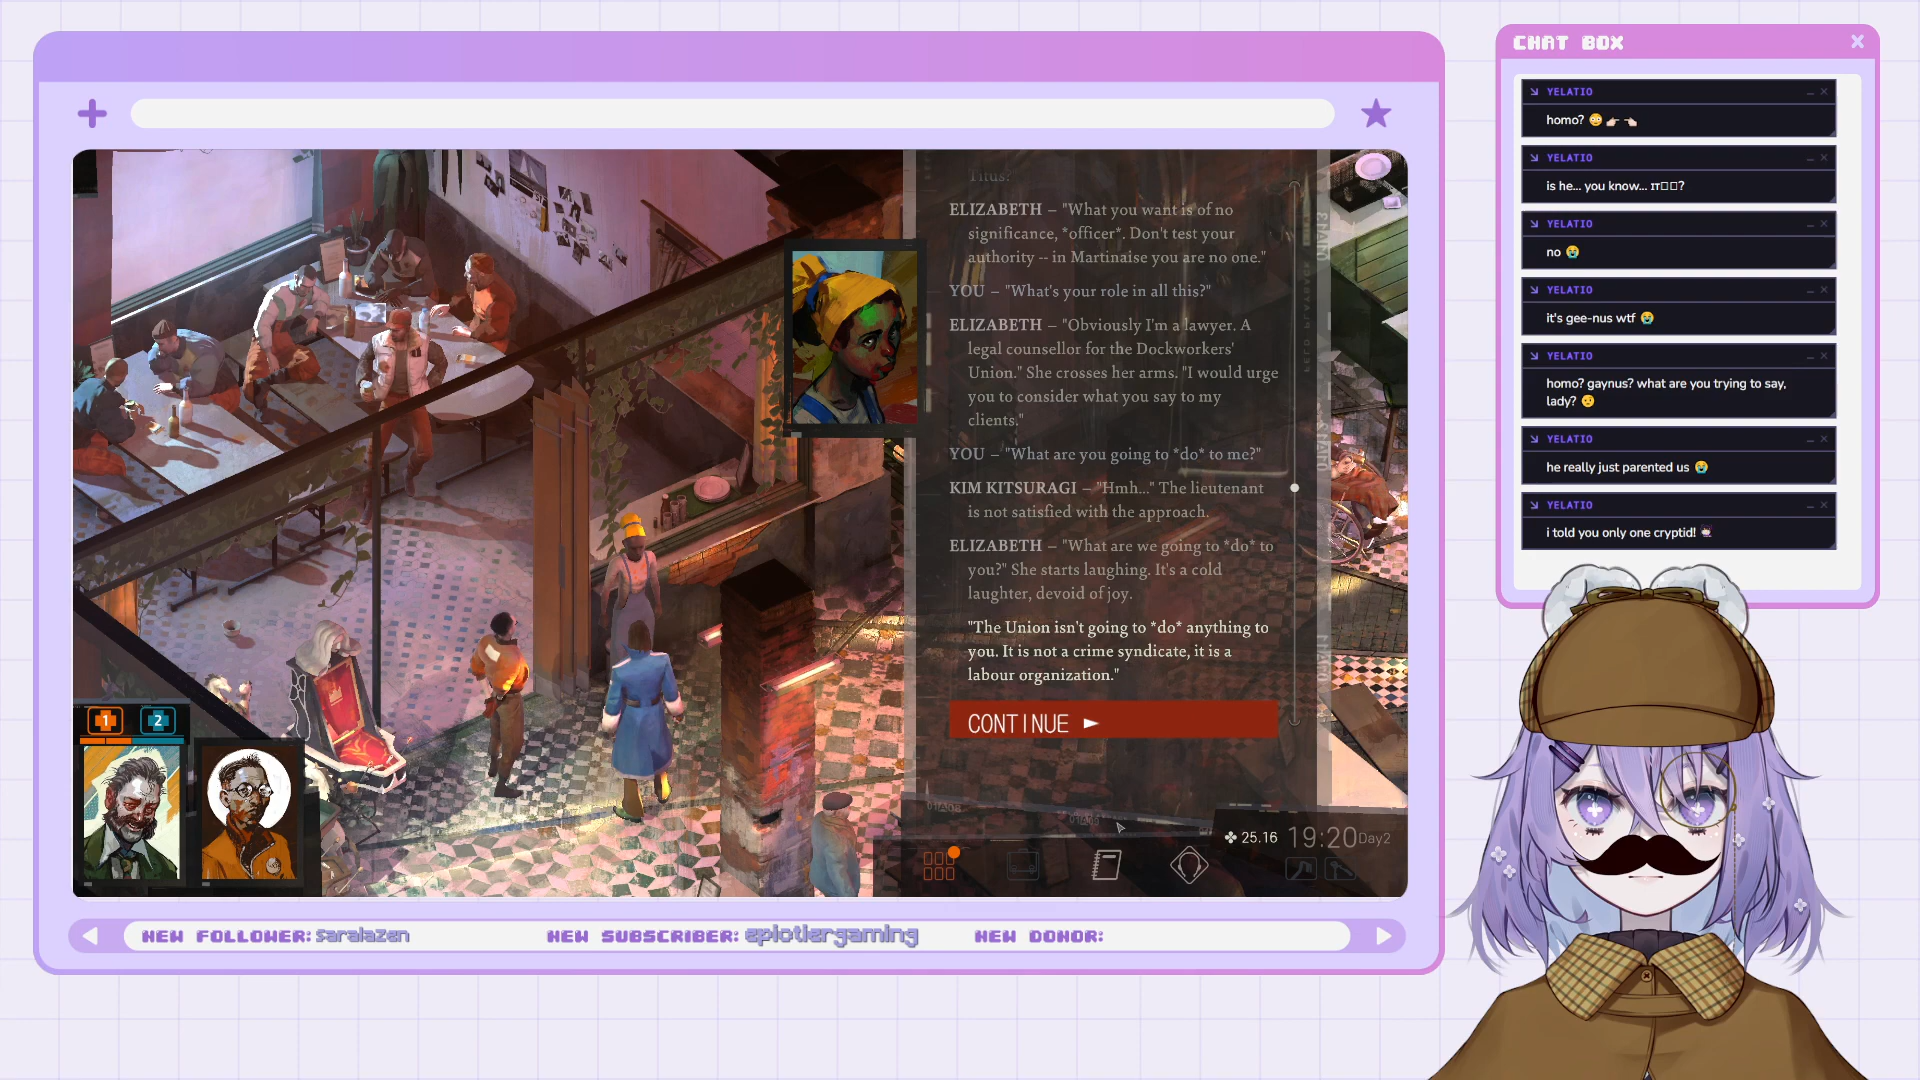 Titus?
ELIZABETH – "What you want is of no
significance, *officer*. Don't test your
authority -- in Martinaise you are no one."
YOU – "What's your role in all this?"
ELIZABETH – "Obviously I'm a lawyer. A
legal counsellor for the Dockworkers'
Union." She crosses her arms. "I would urge
you to consider what you say to my
clients."
YOU – "What are you going to *do* to me?"
KIM KITSURAGI – "Hmh..." The lieutenant
is not satisfied with the approach.
ELIZABETH – "What are we going to *do* to
you?" She starts laughing. It's a cold
laughter, devoid of joy.
"The Union isn't going to *do* anything to
you. It is not a crime syndicate, it is a
labour organization."
CONTINUE ►
1 2
25.16 19:20 Day2
NEW FOLLOWER: saralazen NEW SUBSCRIBER: eplotlergaming NEW DONOR:
CHAT BOX
YELATIO
homo? 😳 👉 👈
YELATIO
is he... you know...
YELATIO
no 😭
YELATIO
it's gee-nus wtf 😭
YELATIO
homo? gaynus? what are you trying to say,
lady? 🤨
YELATIO
he really just parented us 😭
YELATIO
i told you only one cryptid!